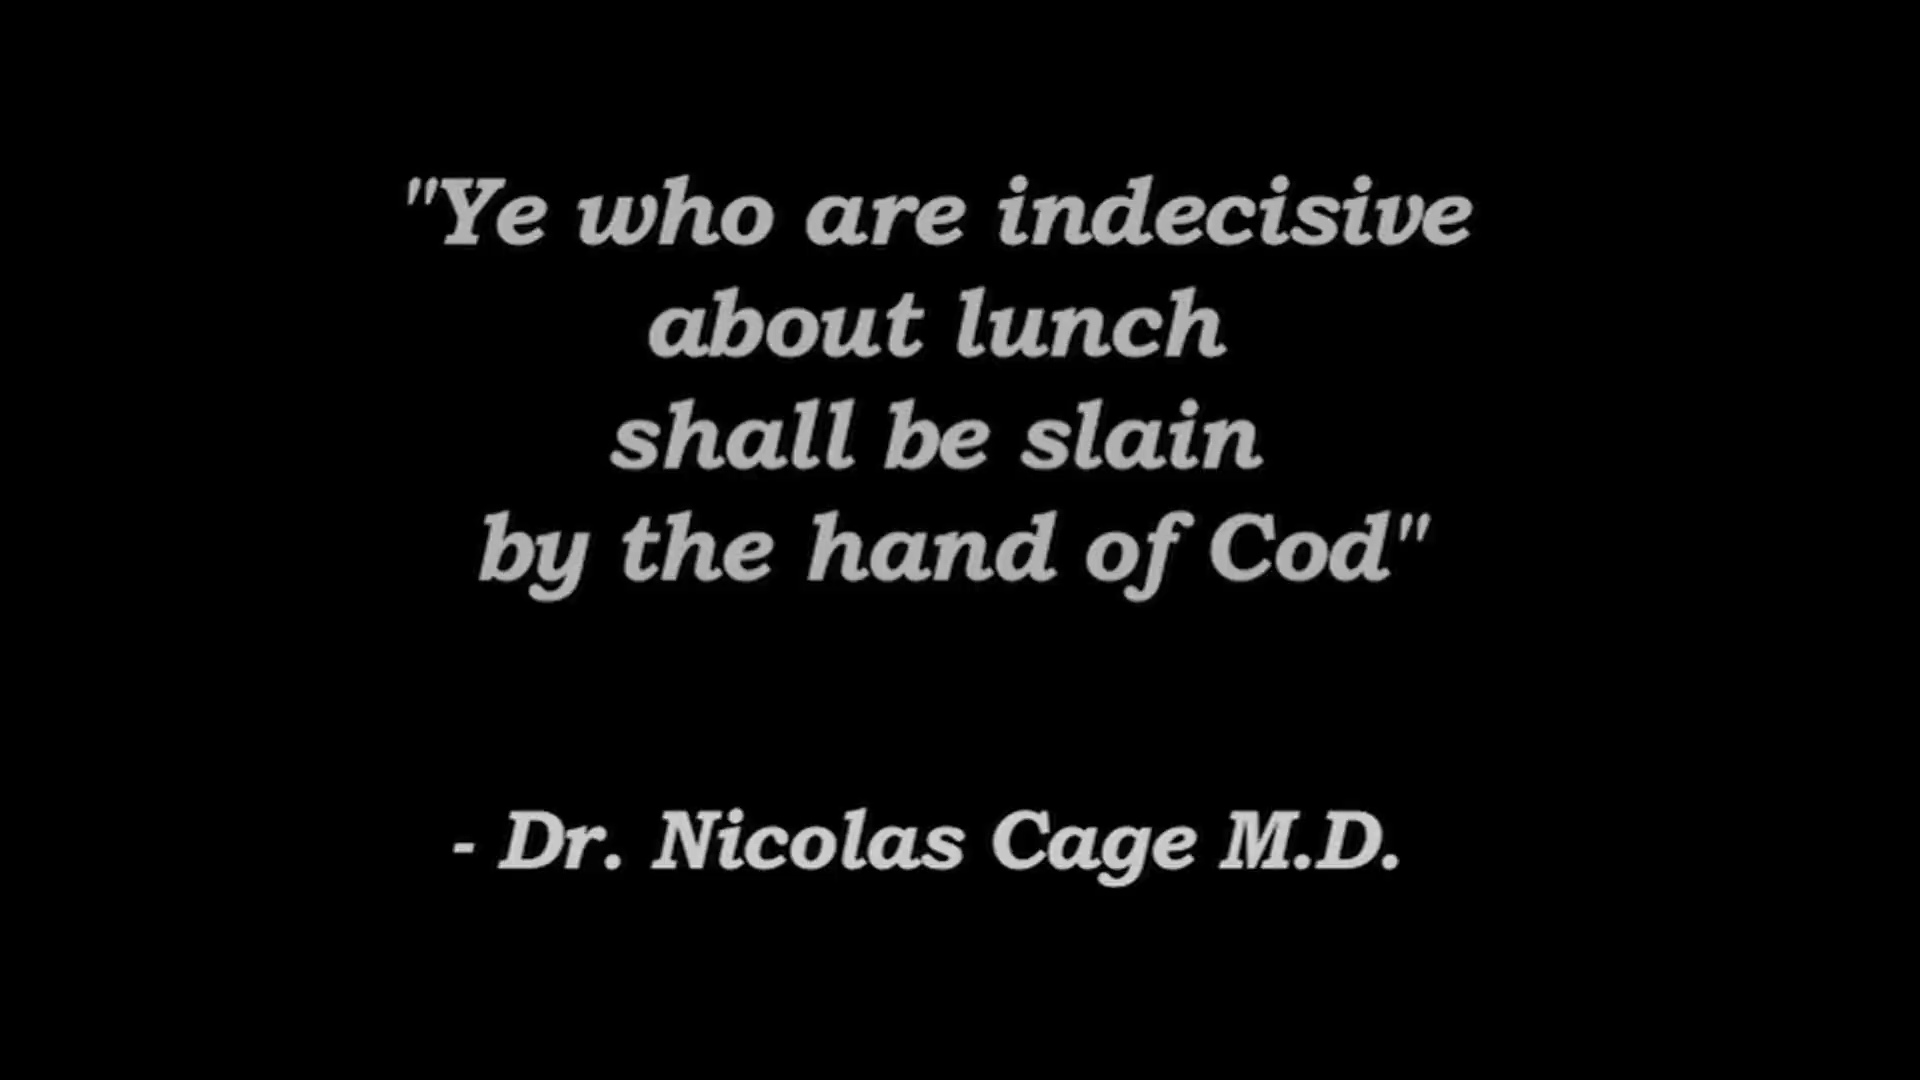 "Ye who are indecisive
about lunch
shall be slain
by the hand of Cod"
- Dr. Nicolas Cage M.D.